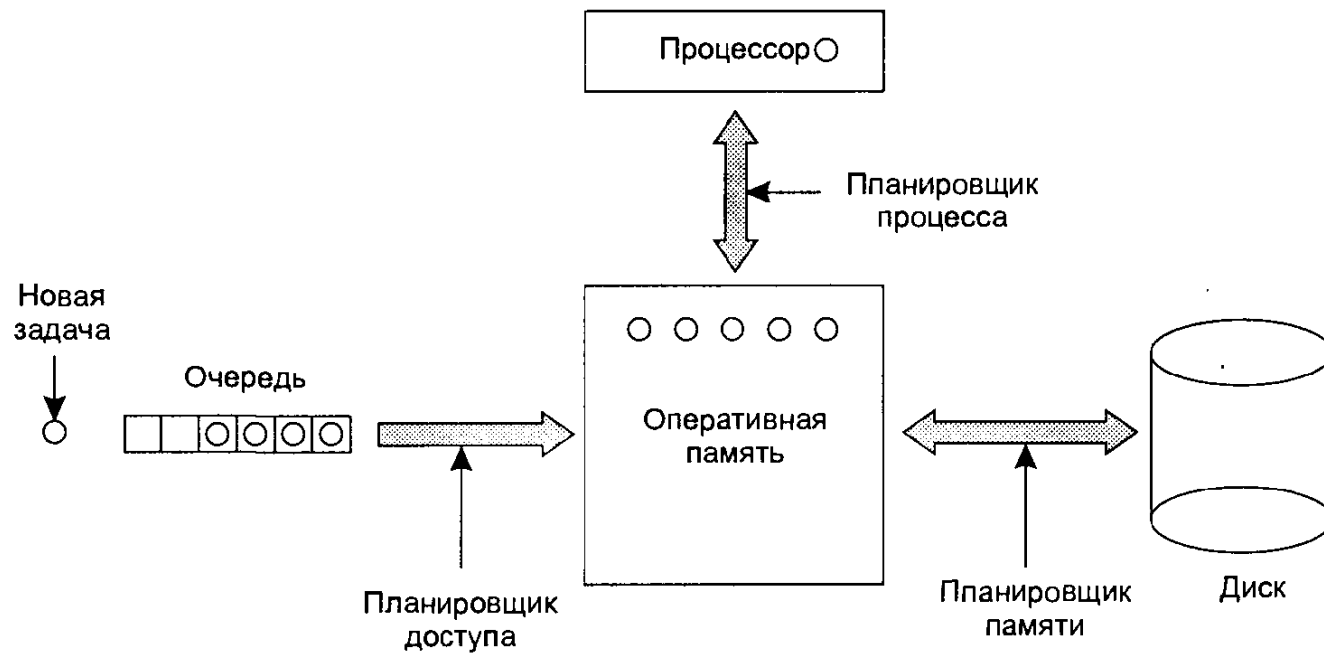 Процессор
Планировщик
процесса
Новая
задача
Очередь
Оперативная
память
Планировщик
доступа
Планировщик
памяти
Диск